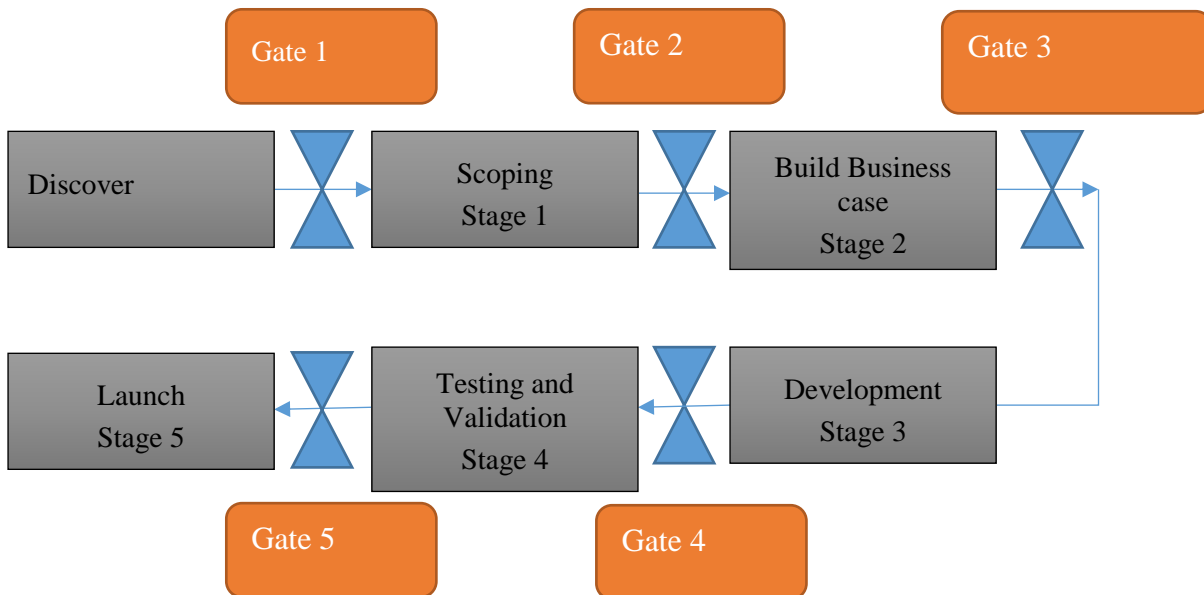 Gate 1
Gate 2
Gate 3
Discover
Scoping
Stage 1
Build Business
case
Stage 2
Launch
Stage 5
Testing and
Validation
Stage 4
Development
Stage 3
Gate 5
Gate 4